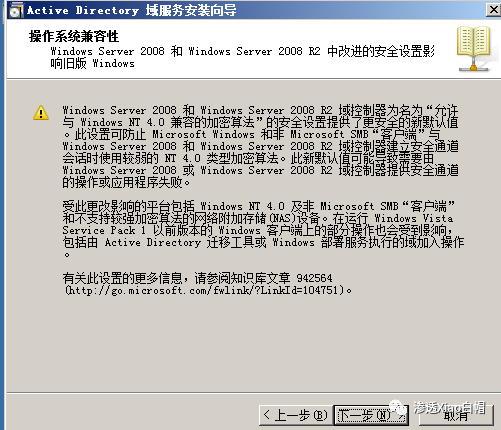 Active Directory 域服务安装向导
操作系统兼容性
Windows Server 2008 和 Windows Server 2008 R2 中改进的安全设置影
响旧版 Windows
Windows Server 2008 和 Windows Server 2008 R2 域控制器为名为“允许
与 Windows NT 4.0 兼容的加密算法”的安全设置提供了更安全的新默认值
。此设置可防止 Microsoft Windows 和非 Microsoft SMB“客户端”与
Windows Server 2008 或 Windows Server 2008 R2 域控制器建立安全通道
会话时使用较弱的 NT 4.0 类型加密算法。此新默认值可能导致需要由
Windows Server 2008 或 Windows Server 2008 R2 域控制器提供安全通道
的操作或应用程序失败。
受此更改影响的平台包括 Windows NT 4.0 及非 Microsoft SMB“客户端”
和不支持较强加密算法的网络附加存储(NAS)设备。在运行 Windows Vista
Service Pack 1 以前版本的 Windows 客户端上的部分操作也会受到影响，
包括由 Active Directory 迁移工具或 Windows 部署服务执行的域加入操作
。
有关此设置的更多信息，请参阅知识库文章 942564
(http://go.microsoft.com/fwlink/?LinkId=104751)。
< 上一步(B) 下一步(N) > 取消
渗透Xiao白帽